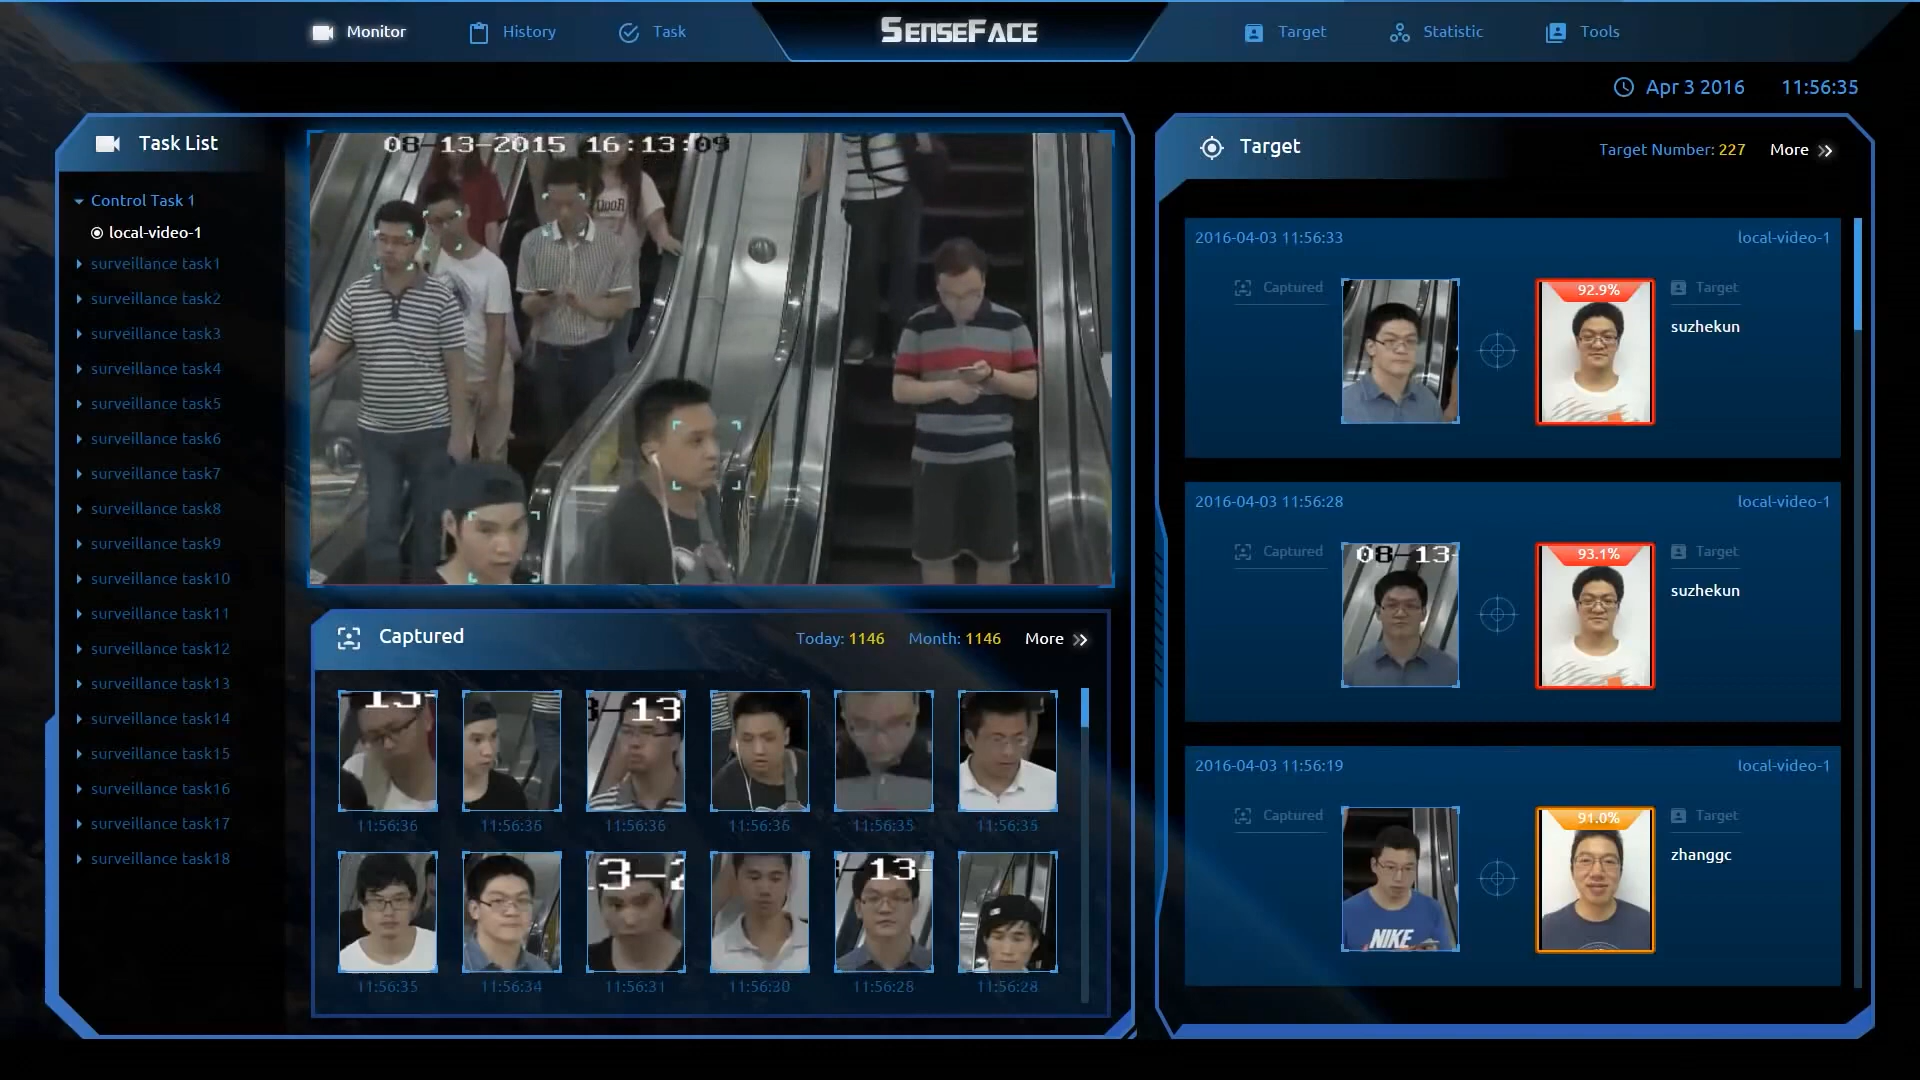 Monitor
History
Task
SENSEFACE
Target
Statistic
Tools
Apr 3 2016 11:56:35
Task List
Control Task 1
local-video-1
surveillance task1
surveillance task2
surveillance task3
surveillance task4
surveillance task5
surveillance task6
surveillance task7
surveillance task8
surveillance task9
surveillance task10
surveillance task11
surveillance task12
surveillance task13
surveillance task14
surveillance task15
surveillance task16
surveillance task17
surveillance task18
08-13-2015 16:13:09
Captured
Today: 1146 Month: 1146 More
13-
3-13
11:56:36 11:56:36 11:56:36 11:56:36 11:56:35 11:56:35
3-2
-13-
11:56:35 11:56:34 11:56:31 11:56:30 11:56:28 11:56:28
Target
Target Number: 227 More
2016-04-03 11:56:33 local-video-1
Captured
92.9%
Target
suzhekun
2016-04-03 11:56:28 local-video-1
Captured
08-13-
93.1%
Target
suzhekun
2016-04-03 11:56:19 local-video-1
Captured
NIKE
91.0%
Target
zhanggc